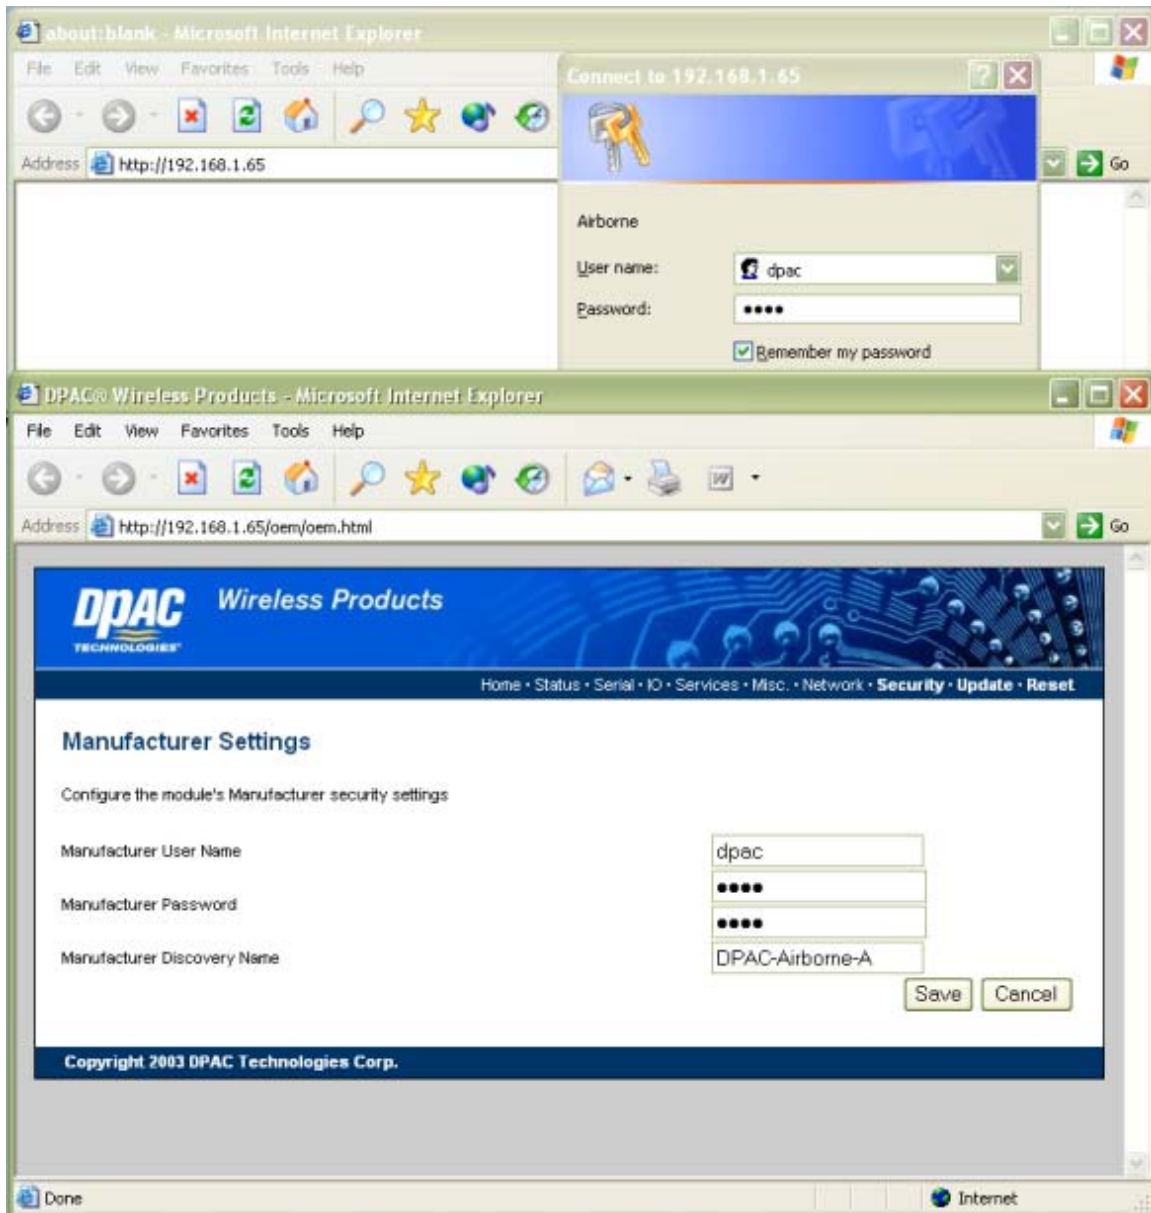 about:blank - Microsoft Internet Explorer
File Edit View Favorites Tools Help
Address http://192.168.1.65
Go
Connect to 192.168.1.65
Airborne
User name: dpac
Password: ••••
Remember my password
DPAC® Wireless Products - Microsoft Internet Explorer
File Edit View Favorites Tools Help
Address http://192.168.1.65/oem/oem.html Go
DPAC Wireless Products
TECHNOLOGIES
Home · Status · Serial · IO · Services · Misc. · Network · Security · Update · Reset
Manufacturer Settings
Configure the module's Manufacturer security settings
Manufacturer User Name dpac
Manufacturer Password ••••
••••
Manufacturer Discovery Name DPAC-Airborne-A
Save Cancel
Copyright 2003 DPAC Technologies Corp.
Done Internet